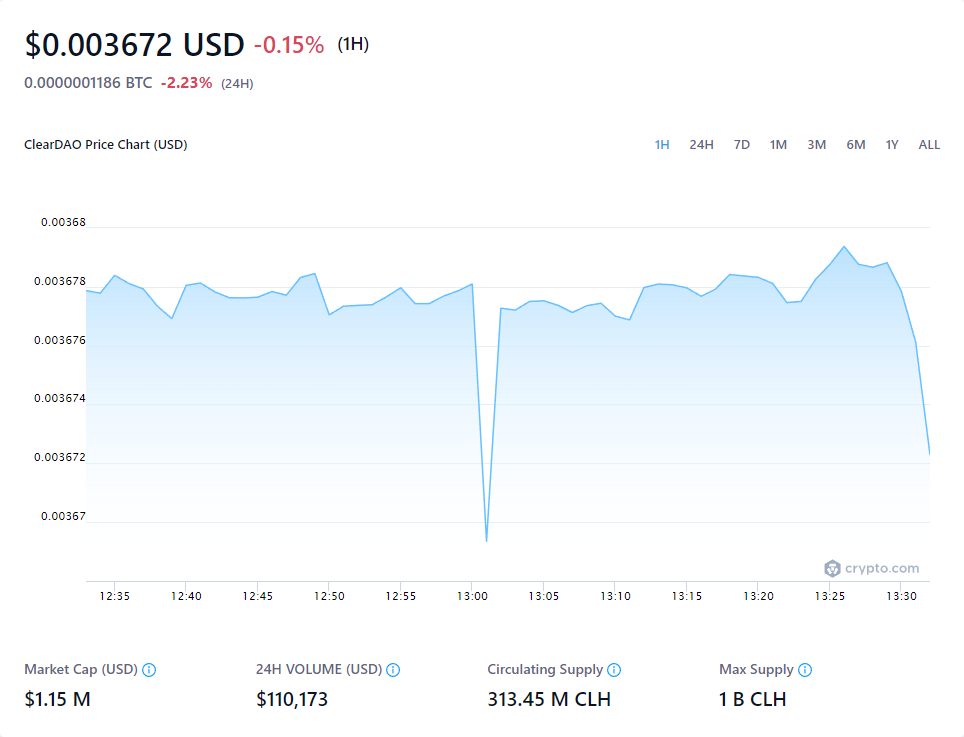 $0.003672 USD -0.15% (1H)
0.0000001186 BTC -2.23% (24H)
ClearDAO Price Chart (USD) 1H 24H 7D 1M 3M 6M 1Y ALL
0.00368
0.003678
0.003676
0.003674
0.003672
0.00367
crypto.com
12:35 12:40 12:45 12:50 12:55 13:00 13:05 13:10 13:15 13:20 13:25 13:30
Market Cap (USD) 24H VOLUME (USD) Circulating Supply Max Supply
$1.15 M $110,173 313.45 M CLH 1 B CLH